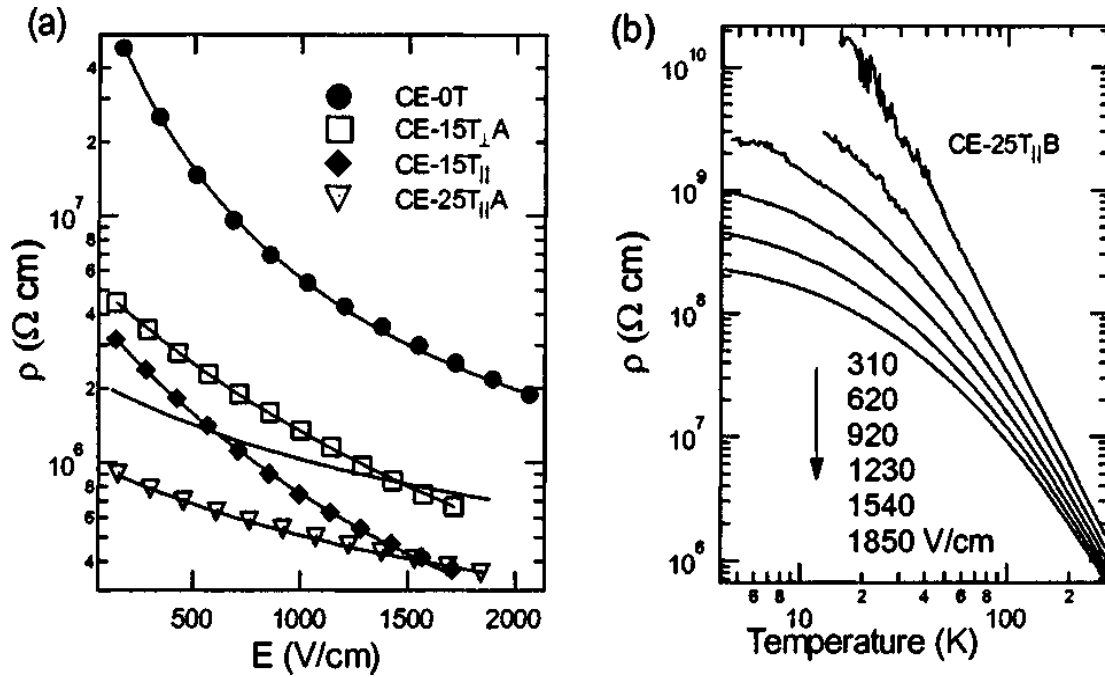 (a)
4
2
10⁷
8
6
4
2
10⁶
8
6
4
ρ (Ω cm)
500
1000
1500
2000
E (V/cm)
CE-0T
CE-15T⊥A
CE-15T||
CE-25T||A
(b)
10¹⁰
10⁹
10⁸
10⁷
10⁶
ρ (Ω cm)
CE-25T||B
310
620
920
1230
1540
1850 V/cm
6
8
10
2
4
6
8
100
2
Temperature (K)